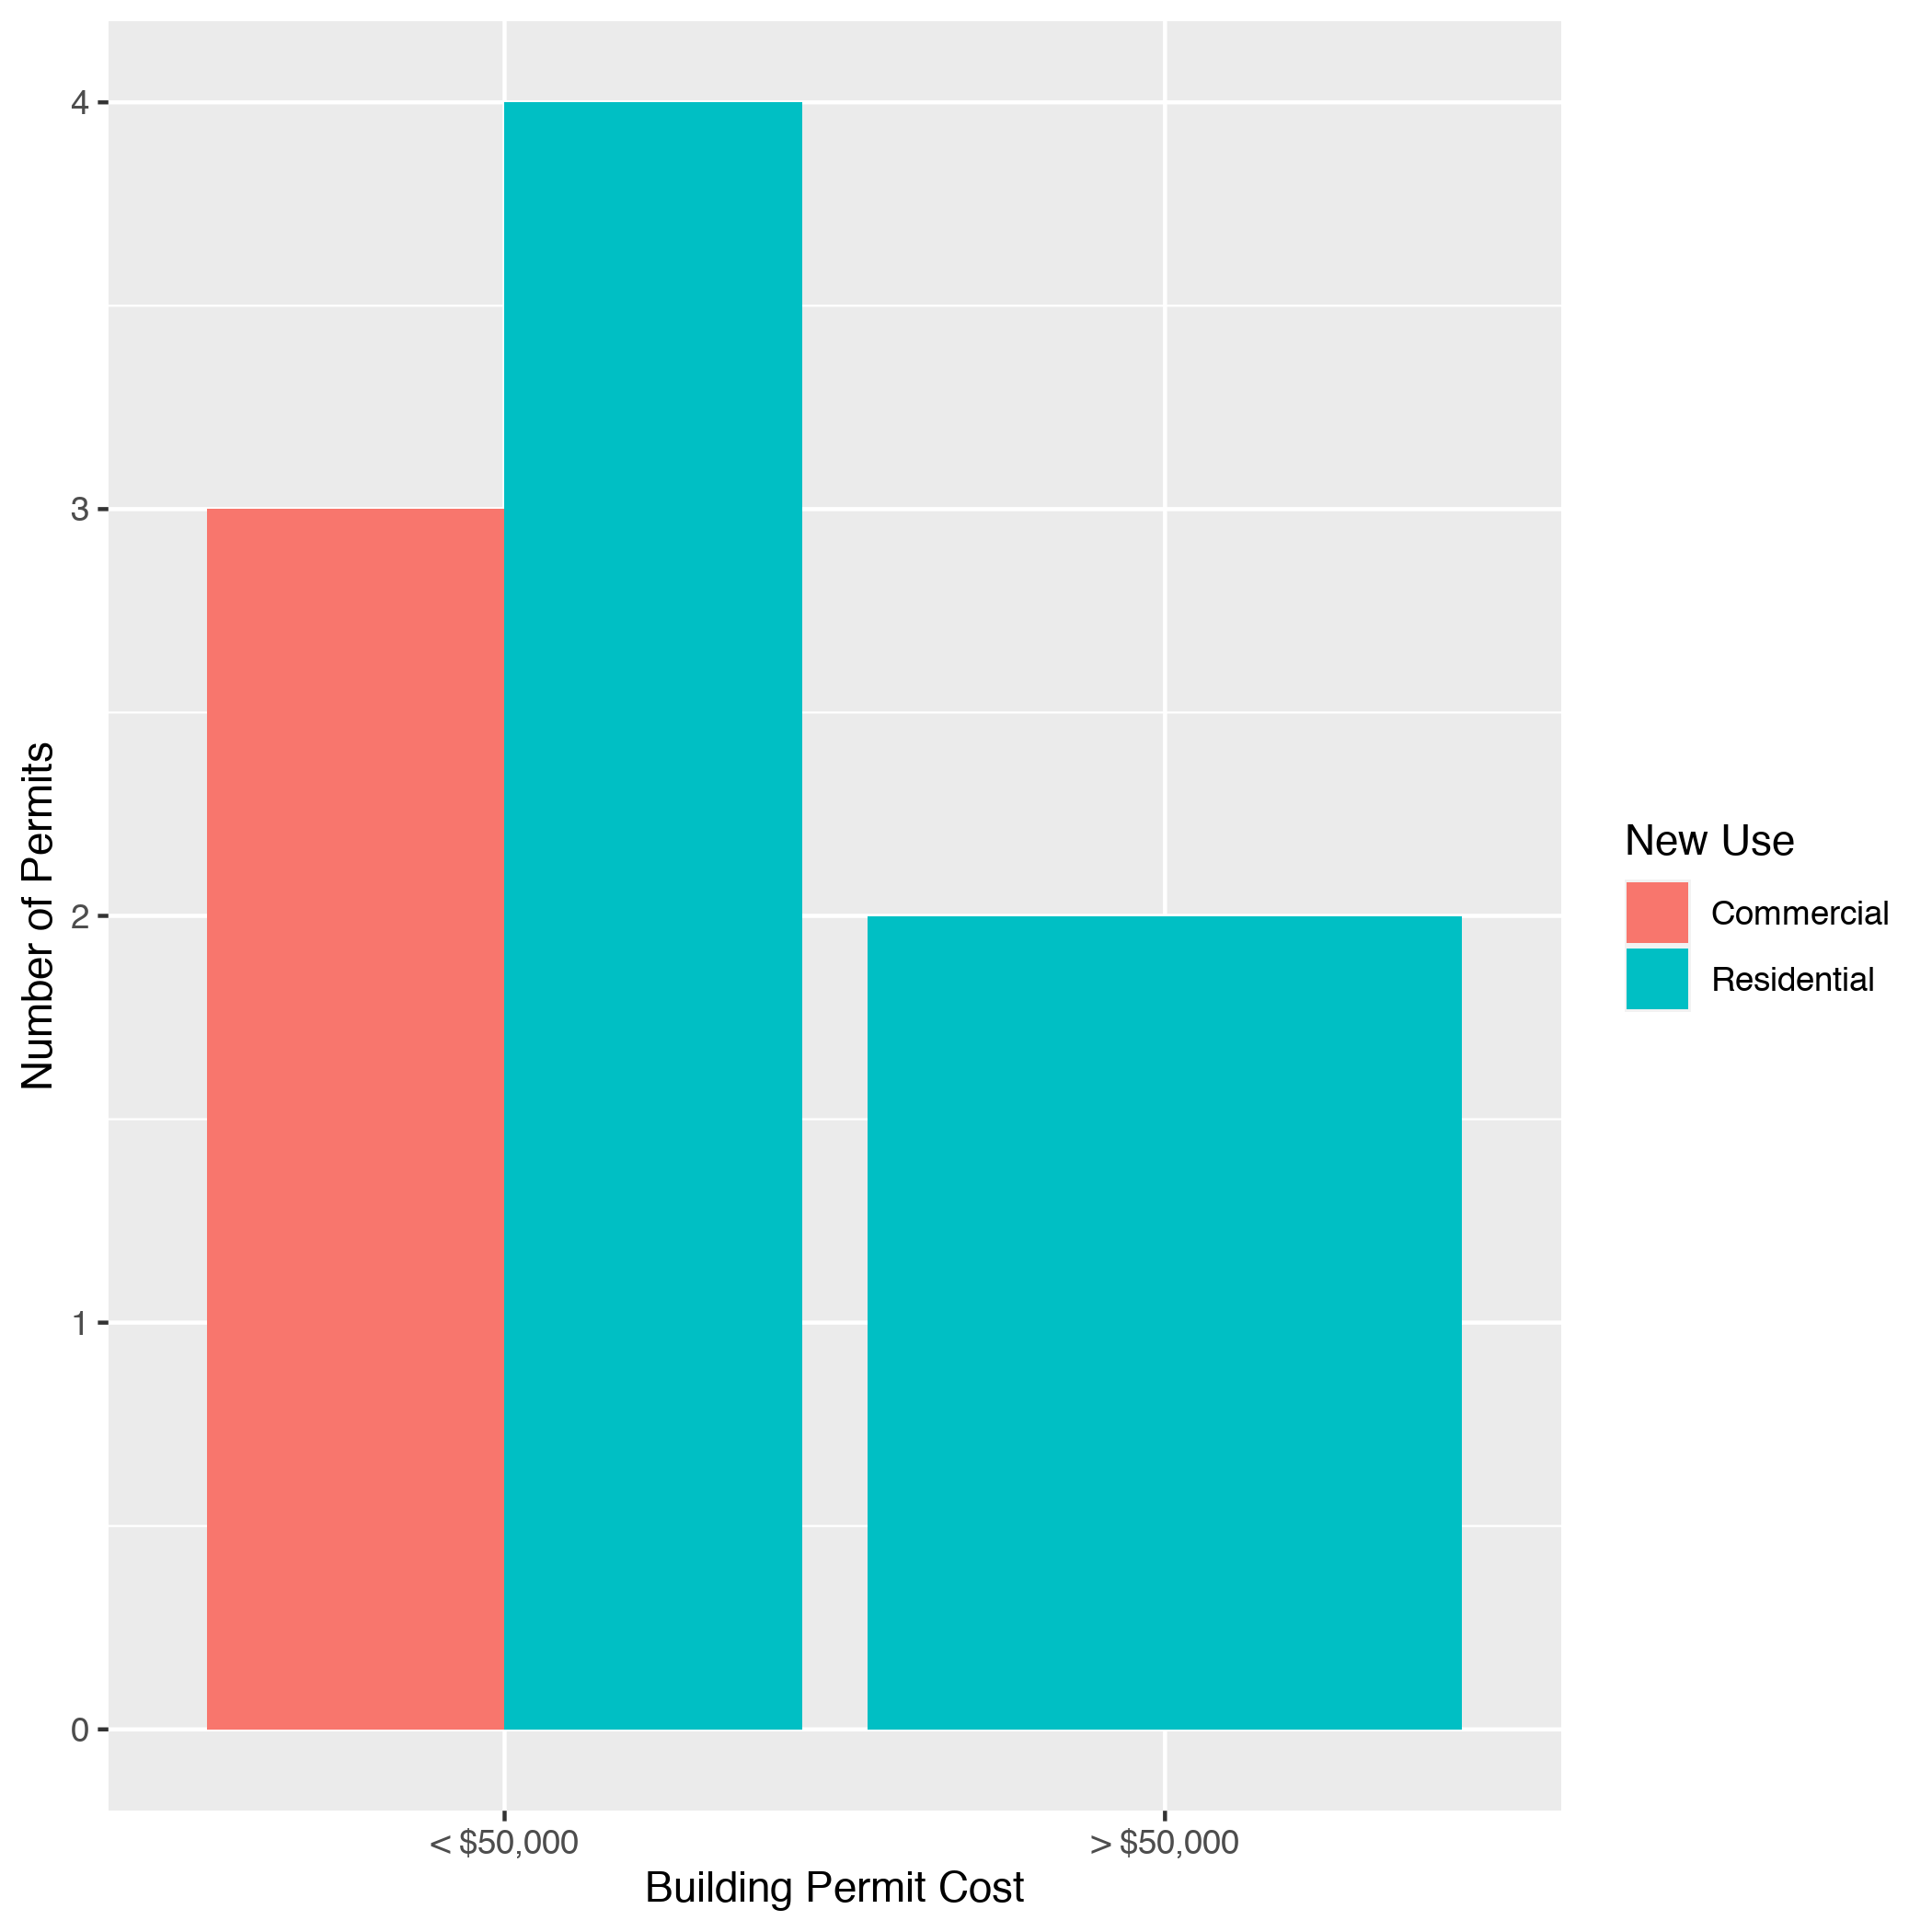 Number of Permits
4
3
2
1
0
< $50,000
> $50,000
Building Permit Cost
New Use
Commercial
Residential